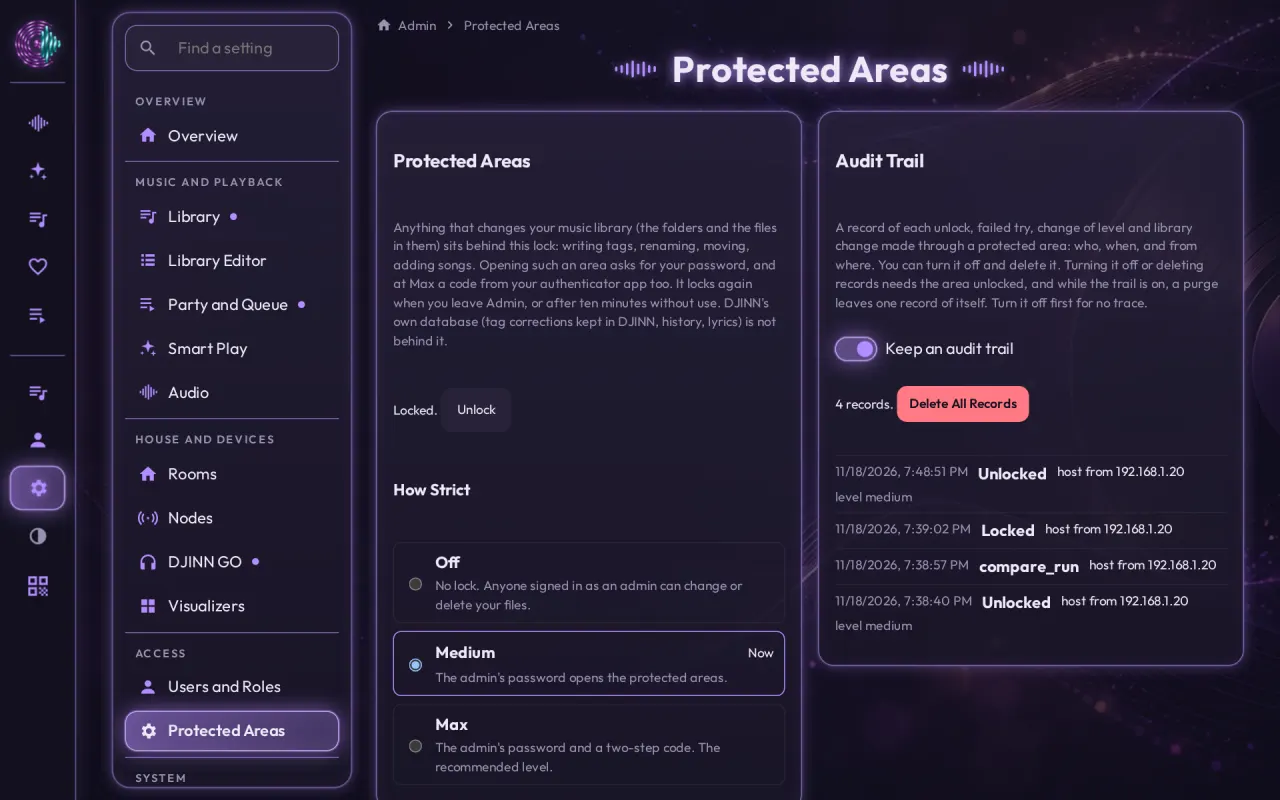 Find a setting
OVERVIEW
Overview
MUSIC AND PLAYBACK
Library
Library Editor
Party and Queue
Smart Play
Audio
HOUSE AND DEVICES
Rooms
Nodes
DJINN GO
Visualizers
ACCESS
Users and Roles
Protected Areas
SYSTEM
Admin > Protected Areas
Protected Areas
Protected Areas
Anything that changes your music library (the folders and the files
in them) sits behind this lock: writing tags, renaming, moving,
adding songs. Opening such an area asks for your password, and
at Max a code from your authenticator app too. It locks again
when you leave Admin, or after ten minutes without use. DJINN's
own database (tag corrections kept in DJINN, history, lyrics) is not
behind it.
Locked. Unlock
How Strict
Off
No lock. Anyone signed in as an admin can change or
delete your files.
Medium Now
The admin's password opens the protected areas.
Max
The admin's password and a two-step code. The
recommended level.
Audit Trail
A record of each unlock, failed try, change of level and library
change made through a protected area: who, when, and from
where. You can turn it off and delete it. Turning it off or deleting
records needs the area unlocked, and while the trail is on, a purge
leaves one record of itself. Turn it off first for no trace.
Keep an audit trail
4 records. Delete All Records
11/18/2026, 7:48:51 PM Unlocked host from 192.168.1.20
level medium
11/18/2026, 7:39:02 PM Locked host from 192.168.1.20
11/18/2026, 7:38:57 PM compare_run host from 192.168.1.20
11/18/2026, 7:38:40 PM Unlocked host from 192.168.1.20
level medium